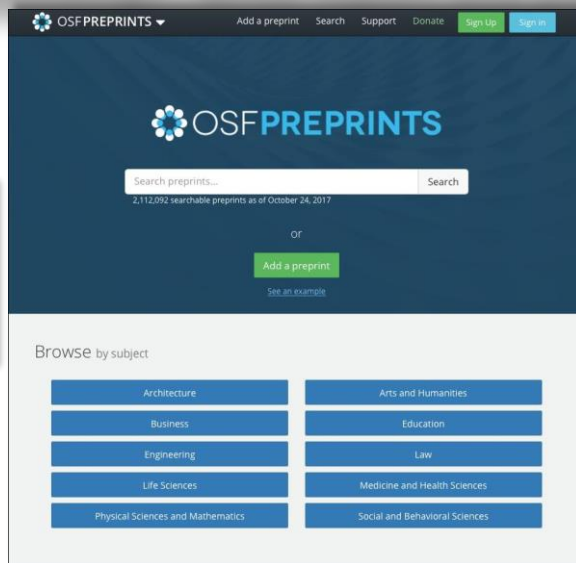 OSFPREPRINTS Add a preprint Search Support Donate Sign Up Sign in
OSFPREPRINTS
Search preprints... Search
2,112,092 searchable preprints as of October 24, 2017
or
Add a preprint
See an example
Browse by subject
Architecture Arts and Humanities
Business Education
Engineering Law
Life Sciences Medicine and Health Sciences
Physical Sciences and Mathematics Social and Behavioral Sciences